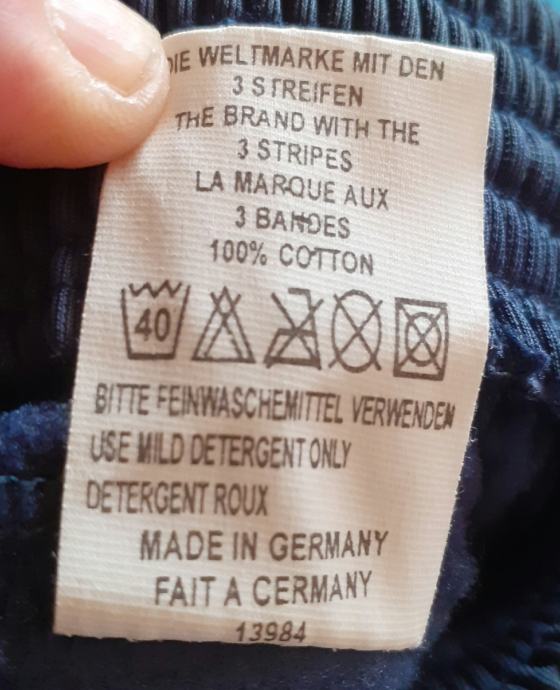 DIE WELTMARKE MIT DEN
3 STREIFEN
THE BRAND WITH THE
3 STRIPES
LA MARQUE AUX
3 BANDES
100% COTTON
40
BITTE FEINWASCHEMITTEL VERWENDEN
USE MILD DETERGENT ONLY
DETERGENT ROUX
MADE IN GERMANY
FAIT A CERMANY
13984